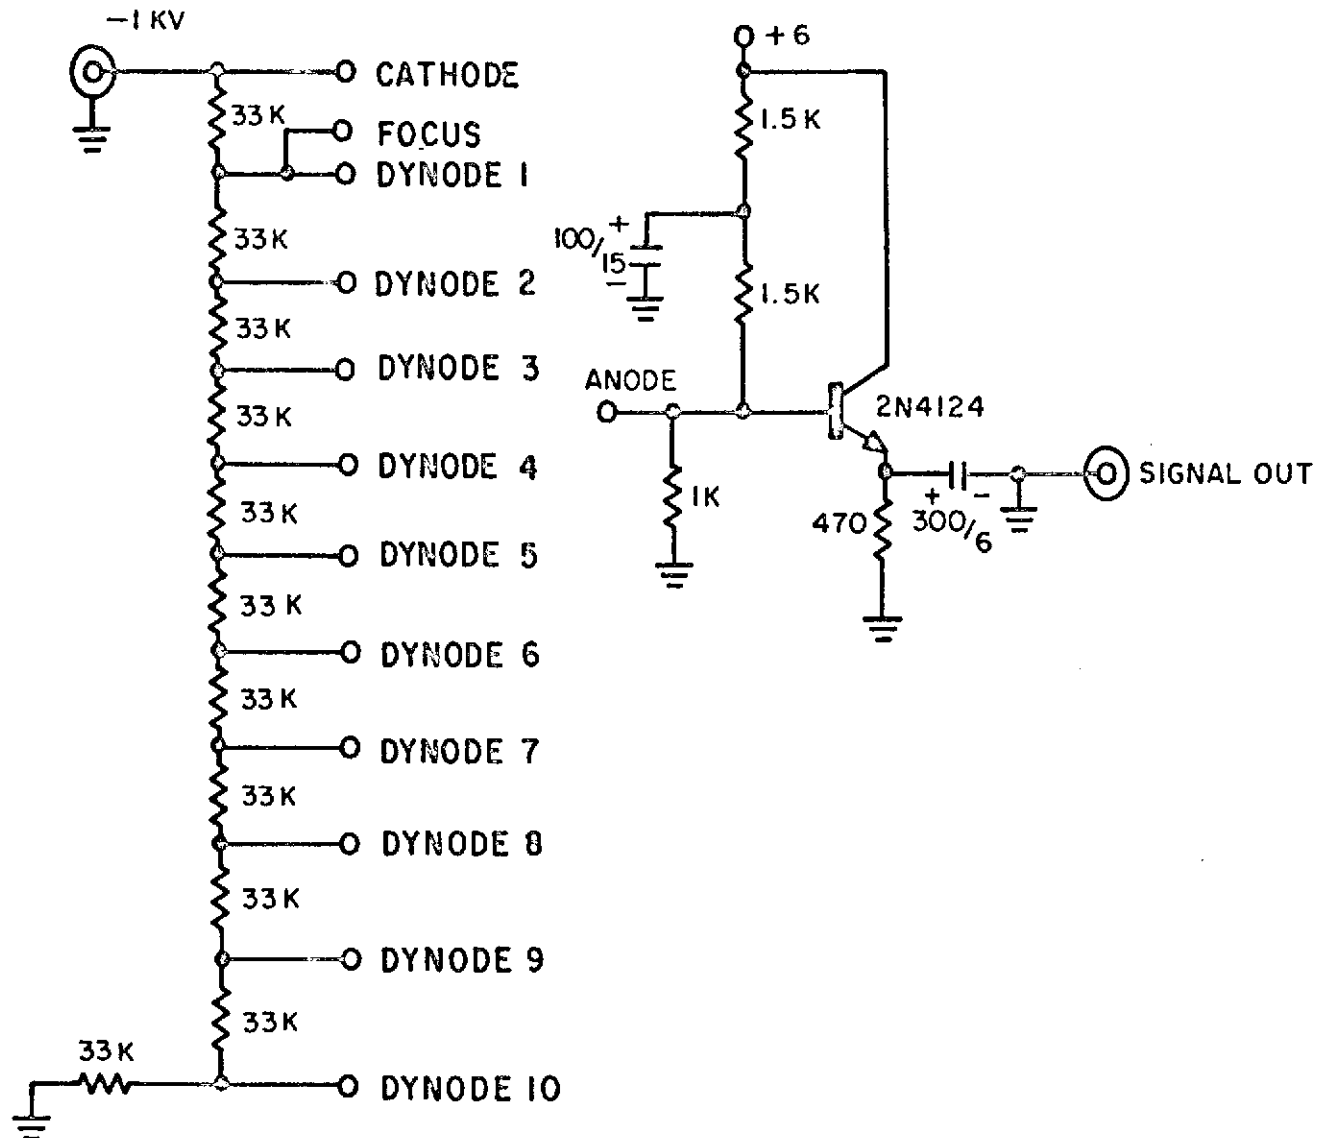 −1 KV
CATHODE
33K
FOCUS
DYNODE 1
33K
DYNODE 2
33K
DYNODE 3
33K
DYNODE 4
33K
DYNODE 5
33K
DYNODE 6
33K
DYNODE 7
33K
DYNODE 8
33K
DYNODE 9
33K
33K
DYNODE 10
+6
1.5K
+
100/15
−
1.5K
ANODE
2N4124
1K
470
+ −
300/6
SIGNAL OUT